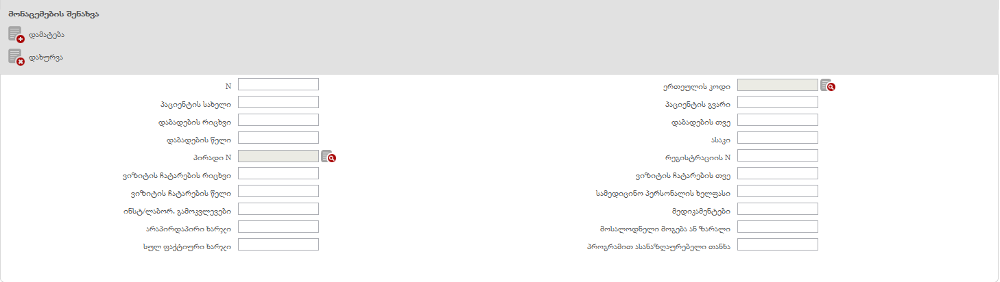 მონაცემების შენახვა
დამატება
დახურვა
N ერთეულის კოდი
პაციენტის სახელი პაციენტის გვარი
დაბადების რიცხვი დაბადების თვე
დაბადების წელი ასაკი
პირადი N რეგისტრაციის N
ვიზიტის ჩატარების რიცხვი ვიზიტის ჩატარების თვე
ვიზიტის ჩატარების წელი სამედიცინო პერსონალის ხელფასი
ინსტ/ლაბორ. გამოკვლევები მედიკამენტები
არაპირდაპირი ხარჯი მოსალოდნელი მოგება ან ზარალი
სულ ფაქტიური ხარჯი პროგრამით ასანაზღაურებელი თანხა